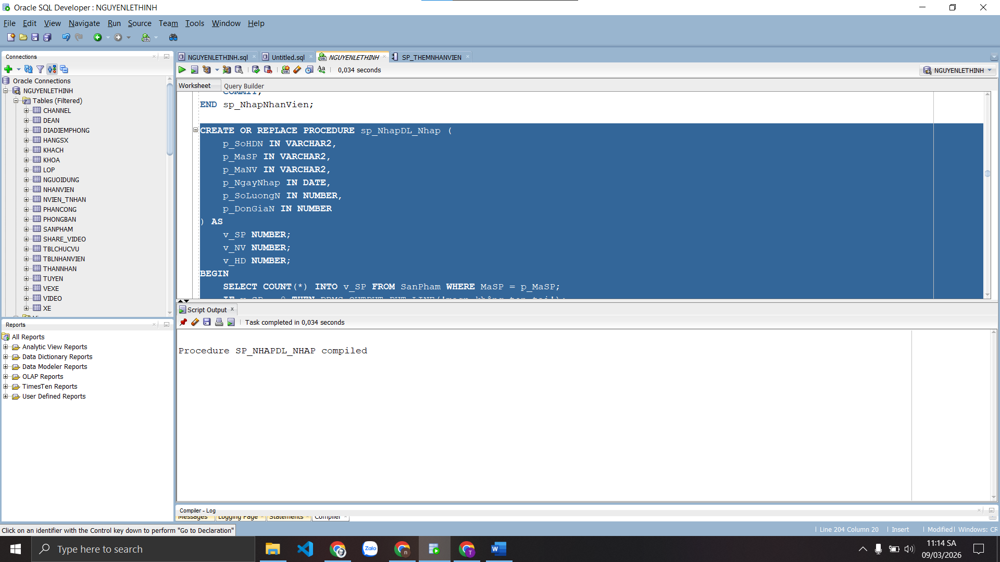 Oracle SQL Developer : NGUYENLETHINH
File Edit View Navigate Run Source Team Tools Window Help
Connections
Oracle Connections
NGUYENLETHINH
Tables (Filtered)
CHANNEL
DEAN
DIADIEMPHONG
HANGSX
KHACH
KHOA
LOP
NGUOIDUNG
NHANVIEN
NVIEN_TNHAN
PHANCONG
PHONGBAN
SANPHAM
SHARE_VIDEO
TBLCHUCVU
TBLNHANVIEN
THANNHAN
TUYEN
VEXE
VIDEO
XE
Reports
All Reports
Analytic View Reports
Data Dictionary Reports
Data Modeler Reports
OLAP Reports
TimesTen Reports
User Defined Reports
NGUYENLETHINH.sql Untitled.sql NGUYENLETHINH SP_THEMNHANVIEN
0,034 seconds
NGUYENLETHINH
Worksheet Query Builder
COMMIT;
END sp_NhapNhanVien;
CREATE OR REPLACE PROCEDURE sp_NhapDL_Nhap (
p_SoHDN IN VARCHAR2,
p_MaSP IN VARCHAR2,
p_MaNV IN VARCHAR2,
p_NgayNhap IN DATE,
p_SoLuongN IN NUMBER,
p_DonGiaN IN NUMBER
) AS
v_SP NUMBER;
v_NV NUMBER;
v_HD NUMBER;
BEGIN
SELECT COUNT(*) INTO v_SP FROM SanPham WHERE MaSP = p_MaSP;
Script Output
Task completed in 0,034 seconds
Procedure SP_NHAPDL_NHAP compiled
Compiler - Log
Messages Logging Page Statements Compiler
Click on an identifier with the Control key down to perform "Go to Declaration"
Line 204 Column 20 Insert Modified Windows: CR
Type here to search
Zalo
11:14 SA
09/03/2026